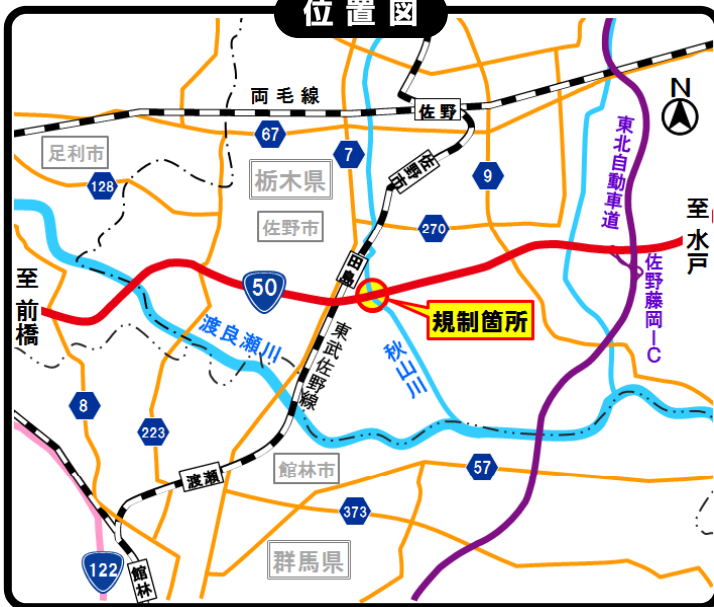 位置図
両毛線
佐野
N
67
7
足利市
佐野市
東北自動車道
栃木県
9
128
佐野市
270
至水戸
田島
50
佐野藤岡IC
至前橋
規制箇所
渡良瀬川
東武佐野線
秋山川
8
223
館林市
57
渡瀬
373
122
館林
群馬県